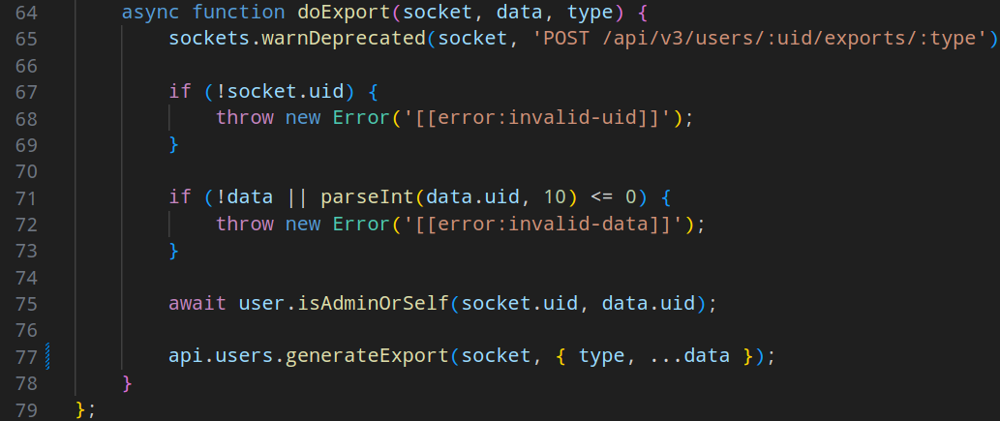 64 async function doExport(socket, data, type) {
65 sockets.warnDeprecated(socket, 'POST /api/v3/users/:uid/exports/:type')
66
67 if (!socket.uid) {
68 throw new Error('[[error:invalid-uid]]');
69 }
70
71 if (!data || parseInt(data.uid, 10) <= 0) {
72 throw new Error('[[error:invalid-data]]');
73 }
74
75 await user.isAdminOrSelf(socket.uid, data.uid);
76
77 api.users.generateExport(socket, { type, ...data });
78 }
79 };